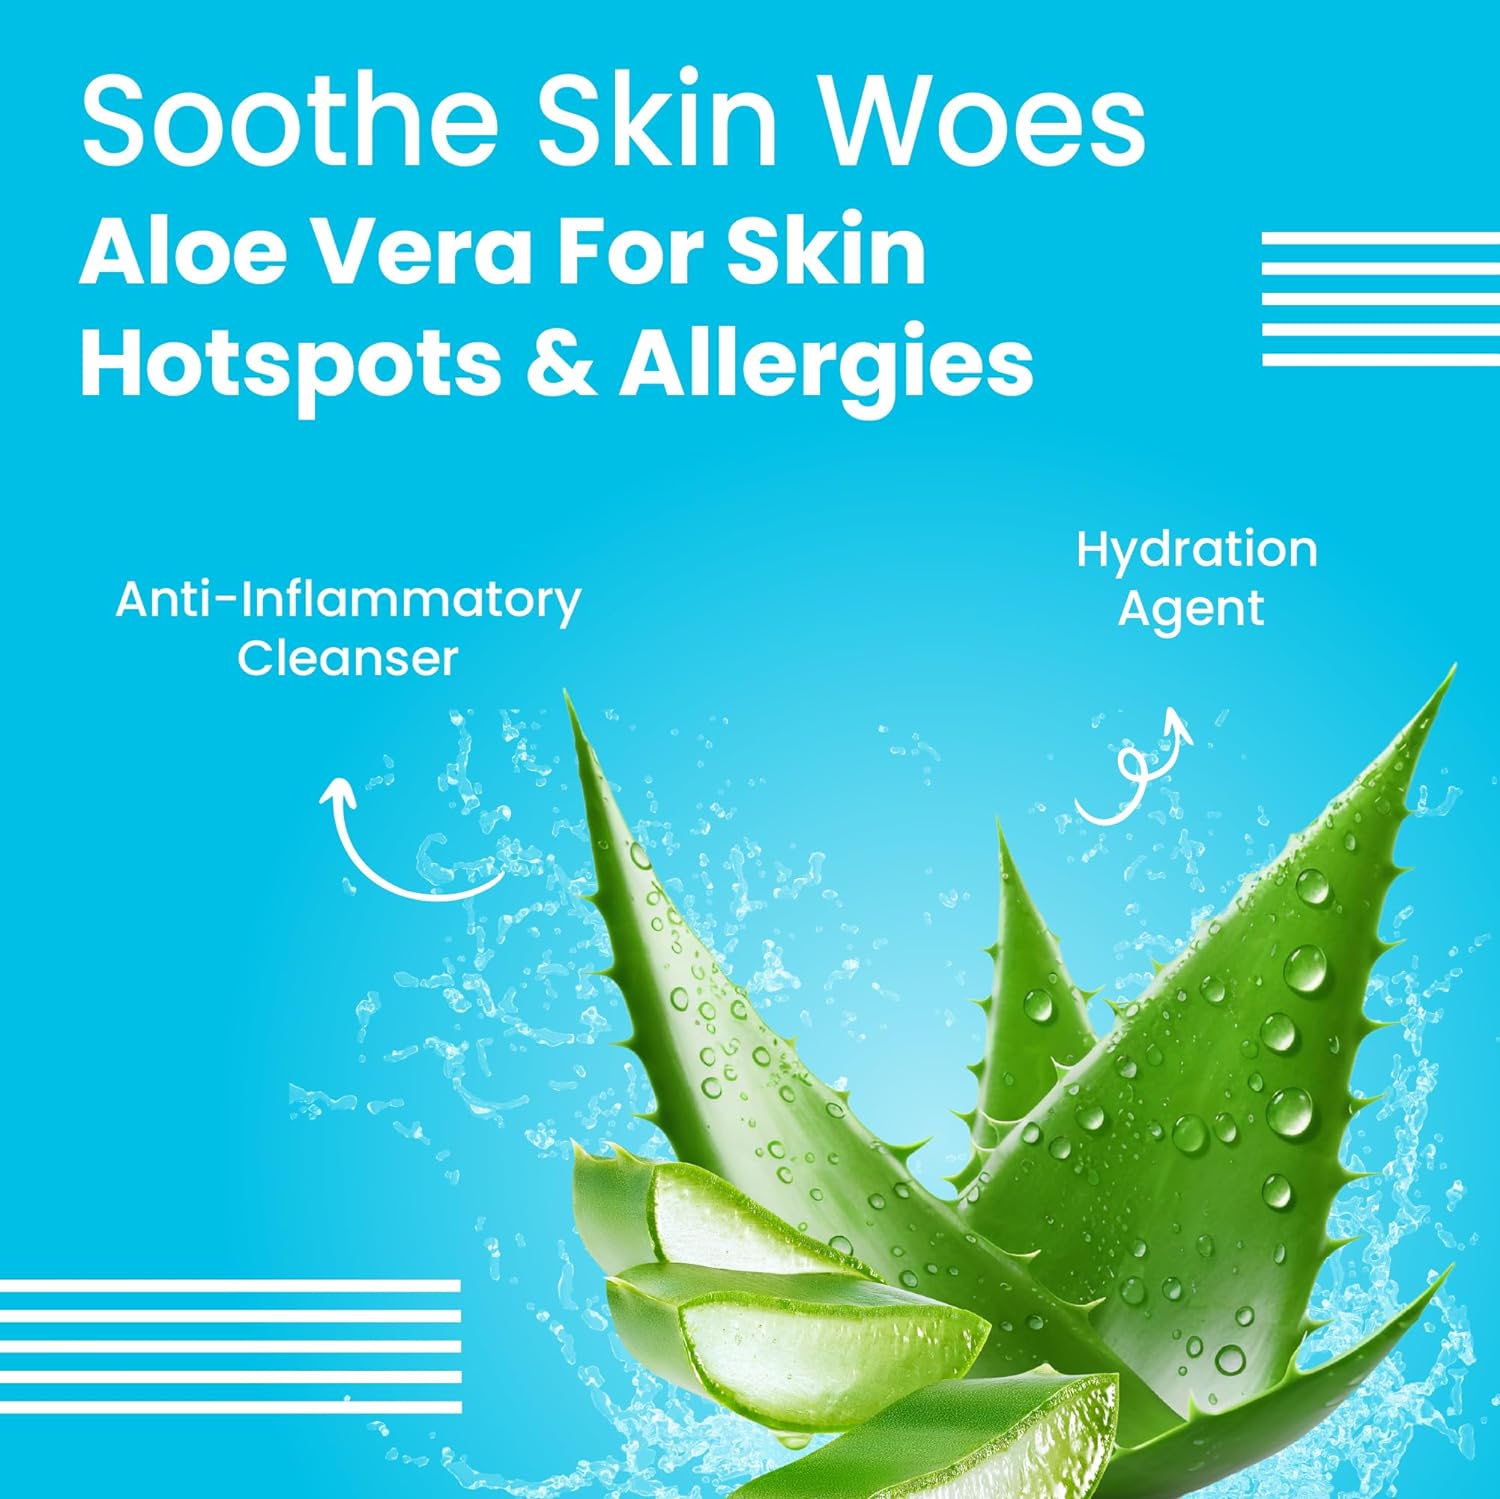 Soothe Skin Woes
Aloe Vera For Skin
Hotspots & Allergies
Anti-Inflammatory
Cleanser
Hydration
Agent